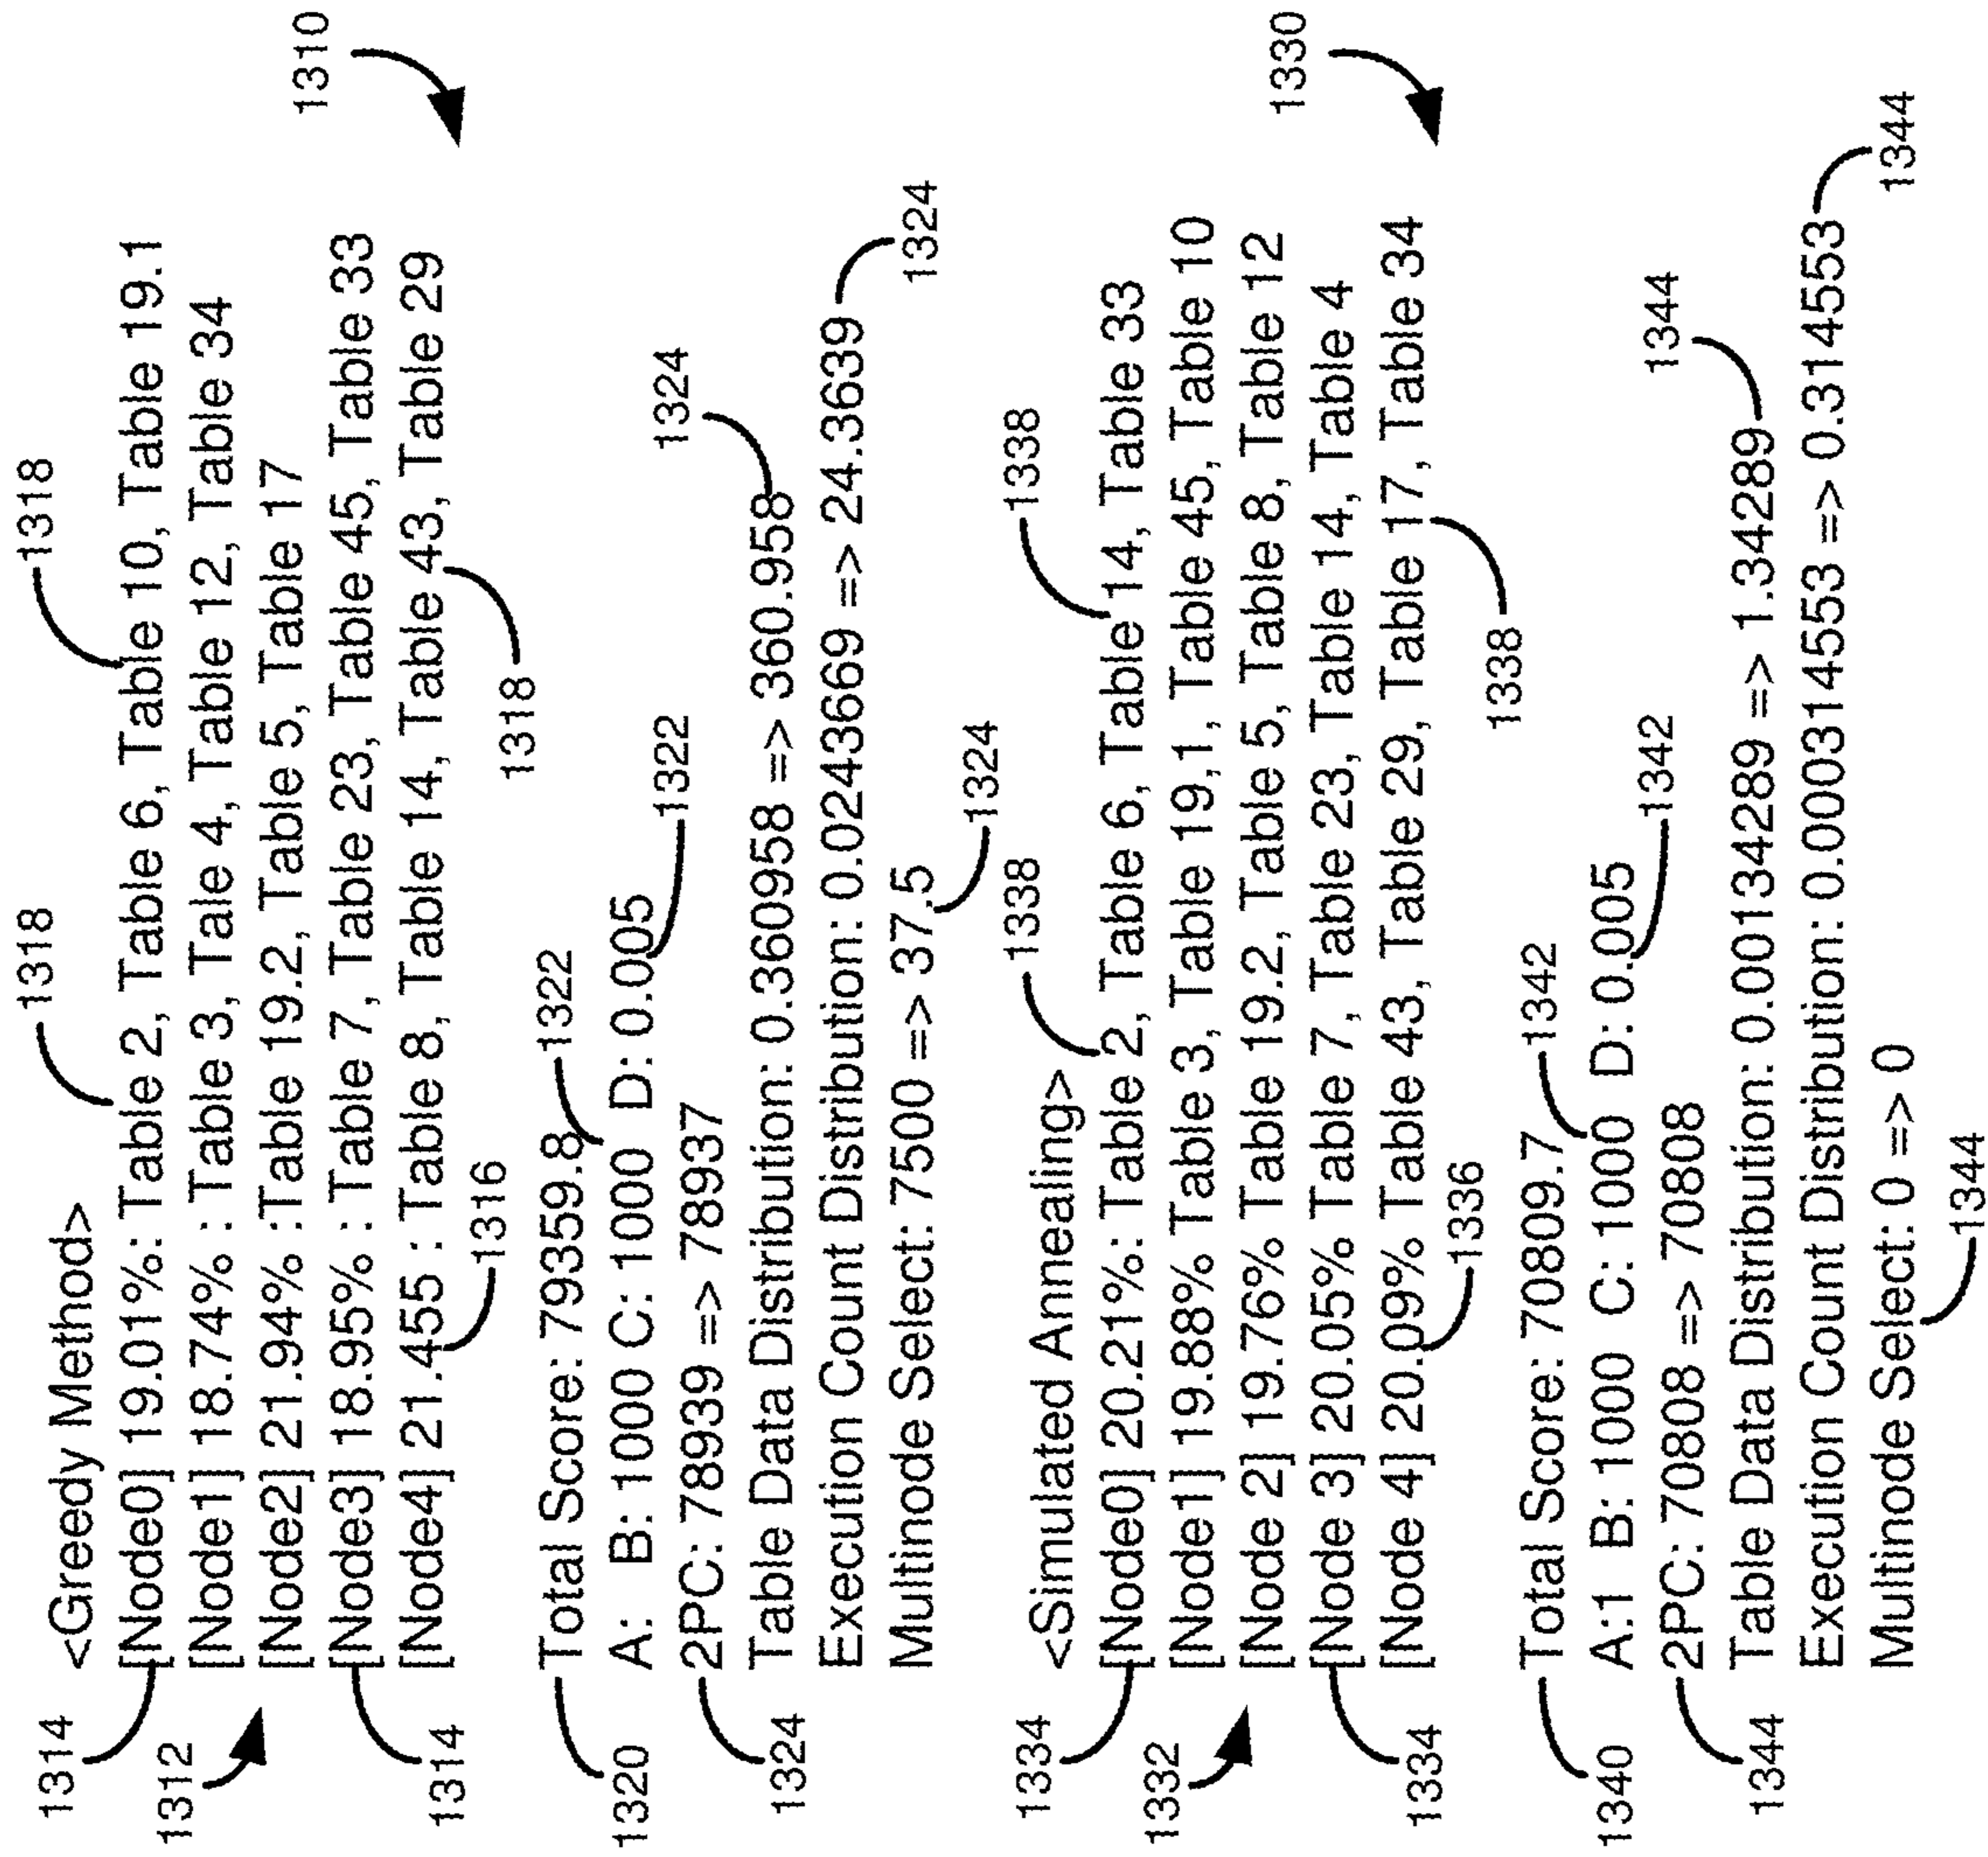 1318
1318
1310
<Greedy Method>
1314
[Node0] 19.01%: Table 2, Table 6, Table 10, Table 19.1
[Node1] 18.74% : Table 3, Tale 4, Table 12, Table 34
1312
[Node2] 21.94% :Table 19.2, Table 5, Table 17
[Node3] 18.95% : Table 7, Table 23, Table 45, Table 33
1314
[Node4] 21.455 : Table 8, Table 14, Table 43, Table 29
1316
1318
1322
Total Score: 79359.8
1320
A: B: 1000 C: 1000 D: 0.005
1322
1324
2PC: 78939 => 78937
1324
Table Data Distribution: 0.360958 => 360.958
Execution Count Distribution: 0.0243669 => 24.3639
1324
Multinode Select: 7500 => 37.5
1324
1338
1338
1330
<Simulated Annealing>
1334
[Node0] 20.21%: Table 2, Table 6, Table 14, Table 33
[Node1] 19.88% Table 3, Table 19,1, Table 45, Table 10
1332
[Node 2] 19.76% Table 19.2, Table 5, Table 8, Table 12
[Node 3] 20.05% Table 7, Table 23, Table 14, Table 4
1334
[Node 4] 20.09% Table 43, Table 29, Table 17, Table 34
1336
1338
1342
Total Score: 70809.7
1340
A:1 B: 1000 C: 1000 D: 0.005
1342
1344
2PC: 70808 => 70808
1344
Table Data Distribution: 0.00134289 => 1.34289
Execution Count Distribution: 0.000314553 => 0.314553
1344
Multinode Select: 0 => 0
1344